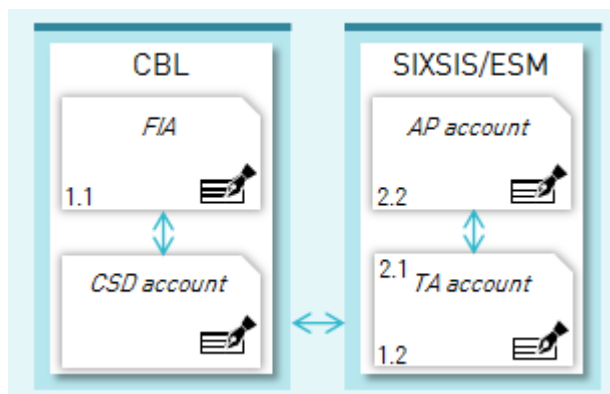 CBL
FIA
1.1
CSD account
SIXSIS/ESM
AP account
2.2
2.1
TA account
1.2